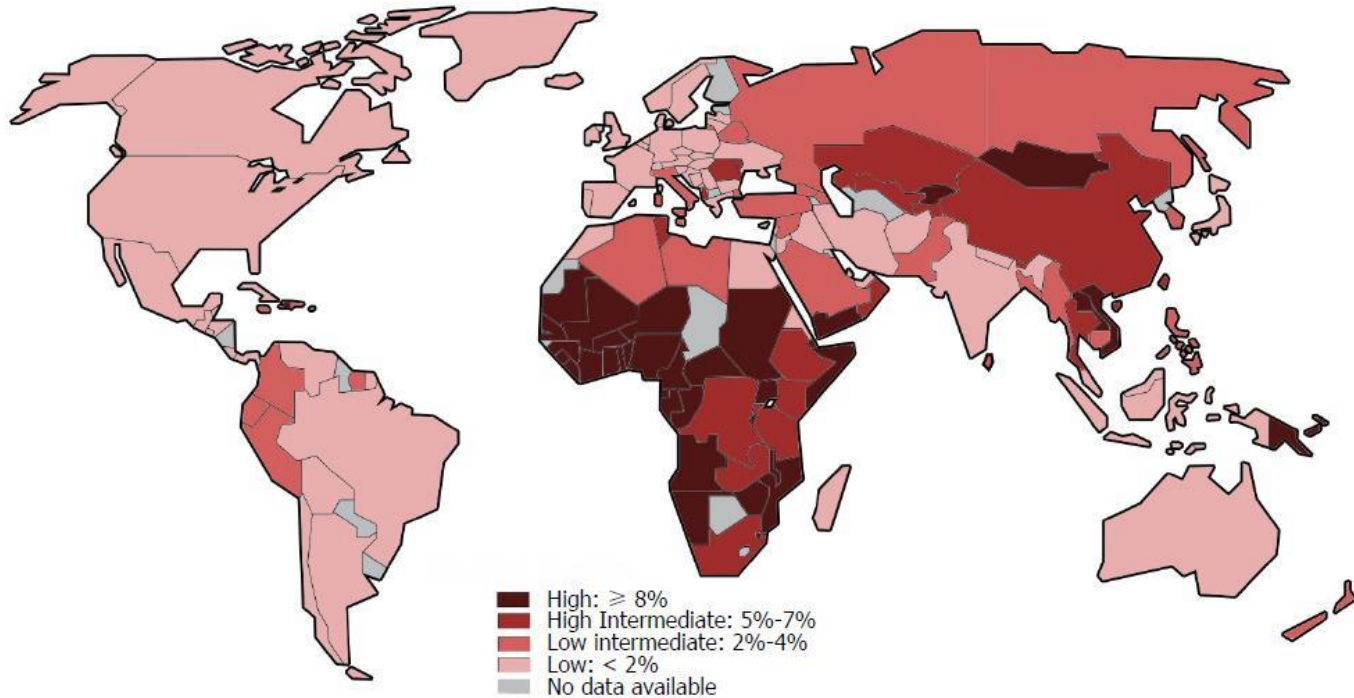 High: ≥ 8%
High Intermediate: 5%-7%
Low intermediate: 2%-4%
Low: < 2%
No data available